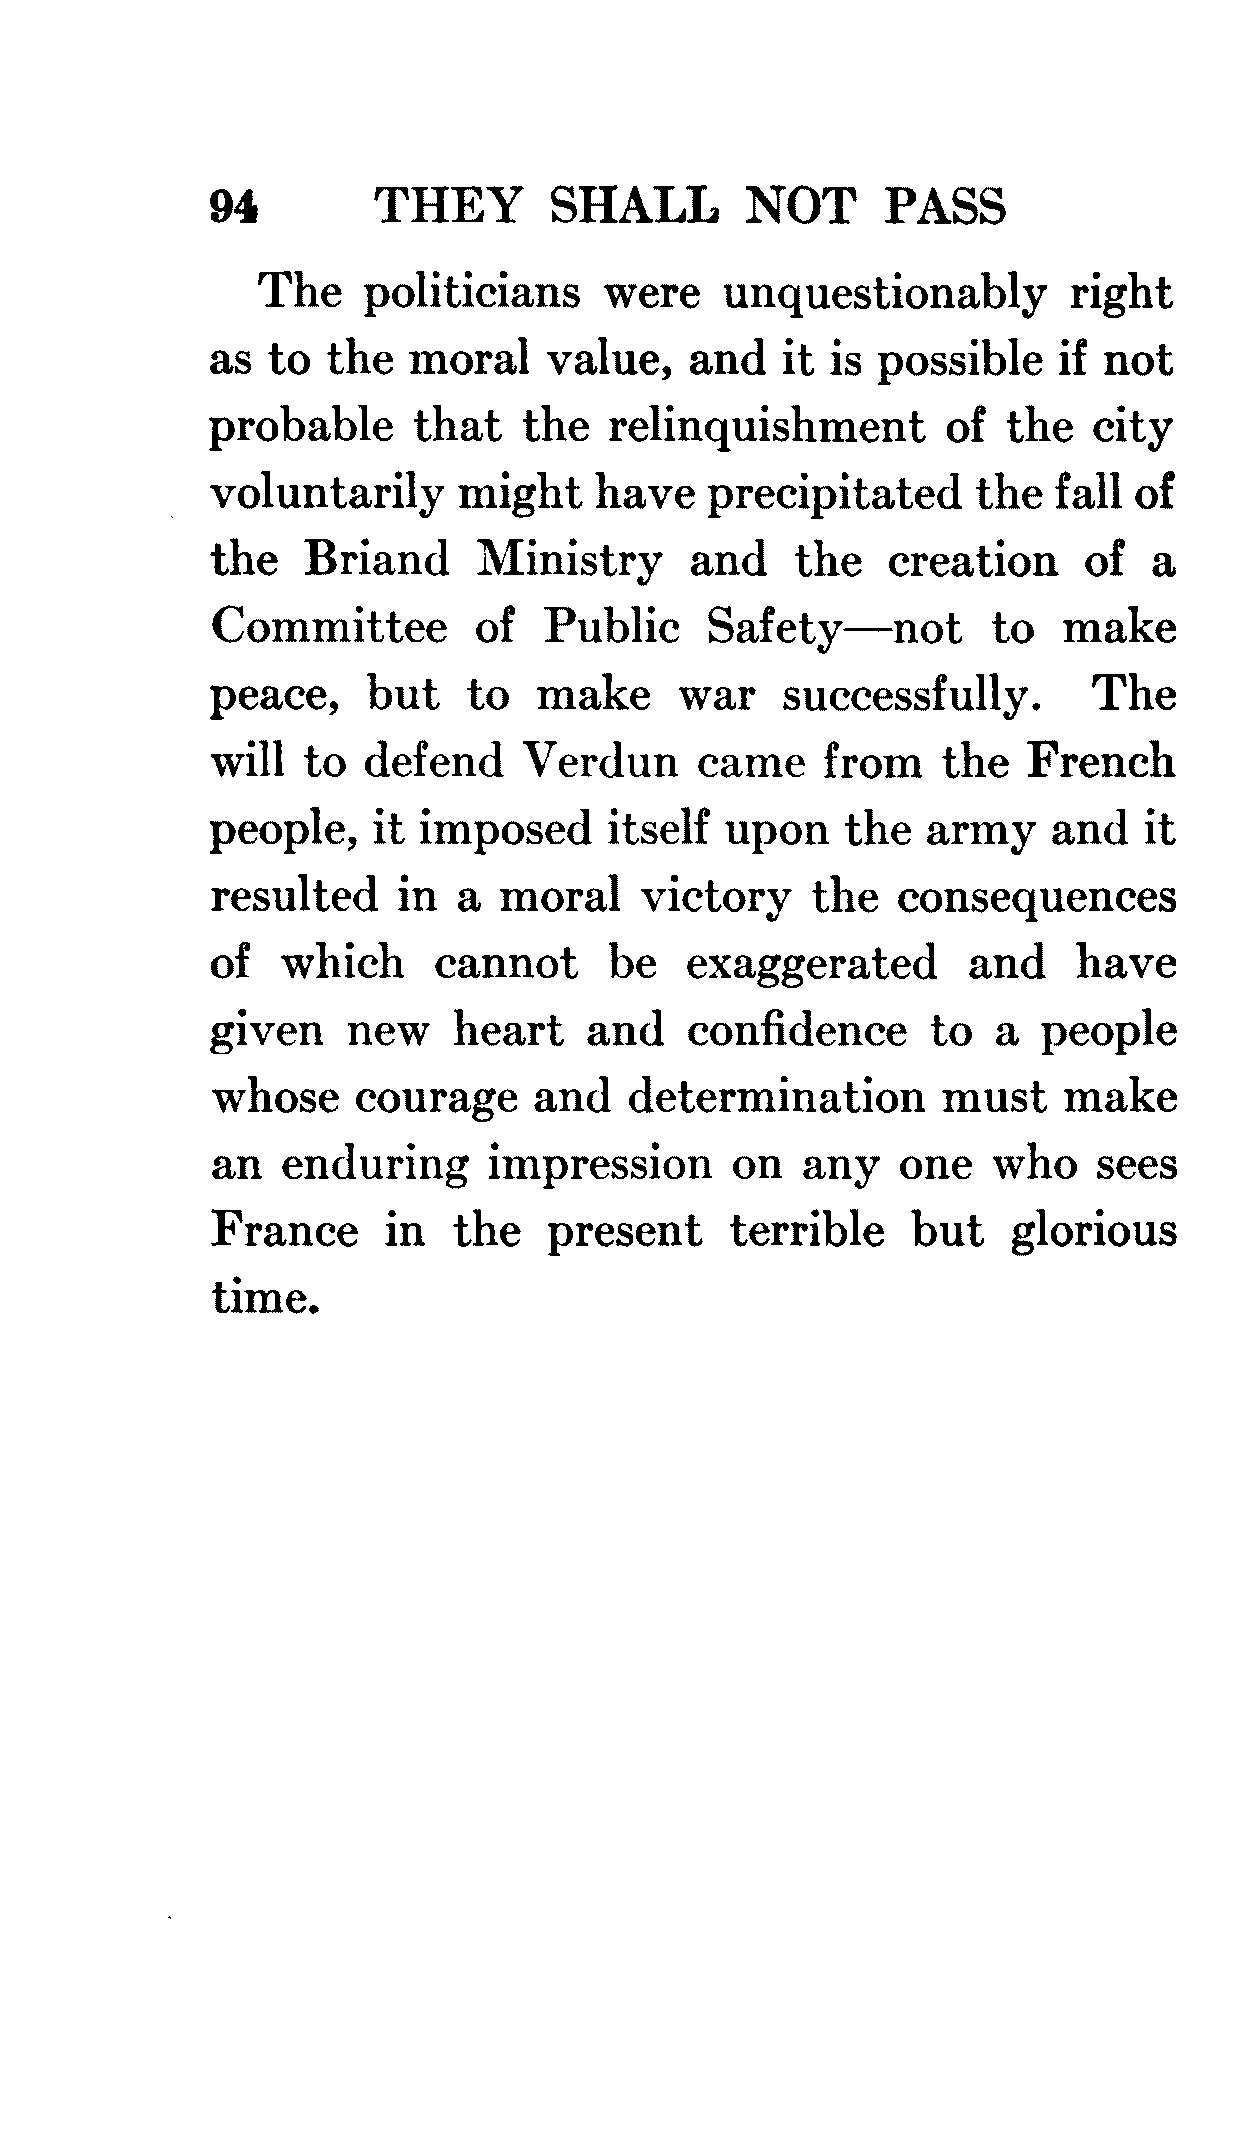 94 THEY SHALL NOT PASS
The politicians were unquestionably right
as to the moral value, and it is possible if not
probable that the relinquishment of the city
voluntarily might have precipitated the fall of
the Briand Ministry and the creation of a
Committee of Public Safety—not to make
peace, but to make war successfully. The
will to defend Verdun came from the French
people, it imposed itself upon the army and it
resulted in a moral victory the consequences
of which cannot be exaggerated and have
given new heart and confidence to a people
whose courage and determination must make
an enduring impression on any one who sees
France in the present terrible but glorious
time.